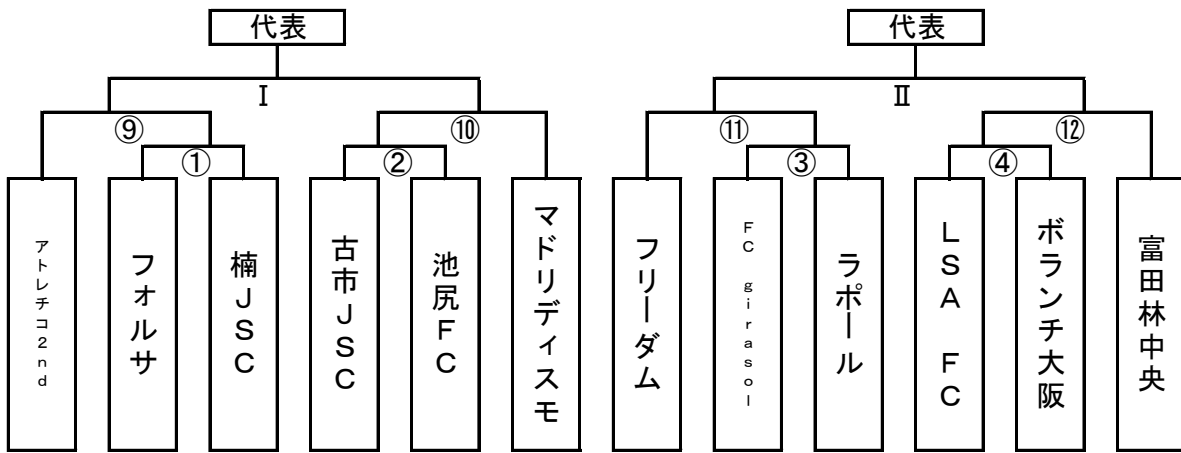 代表
代表
Ⅰ
Ⅱ
⑨
⑩
⑪
⑫
①
②
③
④
アトレチコ2nd
フォルサ
楠JSC
古市JSC
池尻FC
マドリディスモ
フリーダム
FC girasol
ラポール
LSA FC
ボランチ大阪
富田林中央